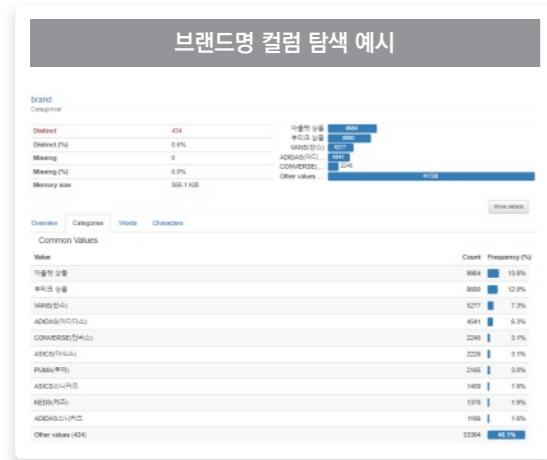 브랜드명 컬럼 탐색 예시
brand
Categorical
Distinct 434
Distinct (%) 0.6%
Missing 0
Missing (%) 0.0%
Memory size 566.1 KiB
아울렛 상품 9984
부티크 상품 8680
VANS(반스) 5277
ADIDAS(아디... 4541
CONVERSE(... 2248
Other values ... 41728
More details
Overview Categories Words Characters
Common Values
Value Count Frequency (%)
아울렛 상품 13.8%
부티크 상품 8680 12.0%
VANS(반스) 5277 7.3%
ADIDAS(아디다스) 4541 6.3%
CONVERSE(컨버스) 3.1%
ASICS(아식스) 3.1%
PUMA(푸마) 2165 3.0%
ASICS스니커즈 1.9%
KEDS(케즈) 1378 1.9%
ADIDAS스니커즈 1.6%
Other values (424) 46.1%